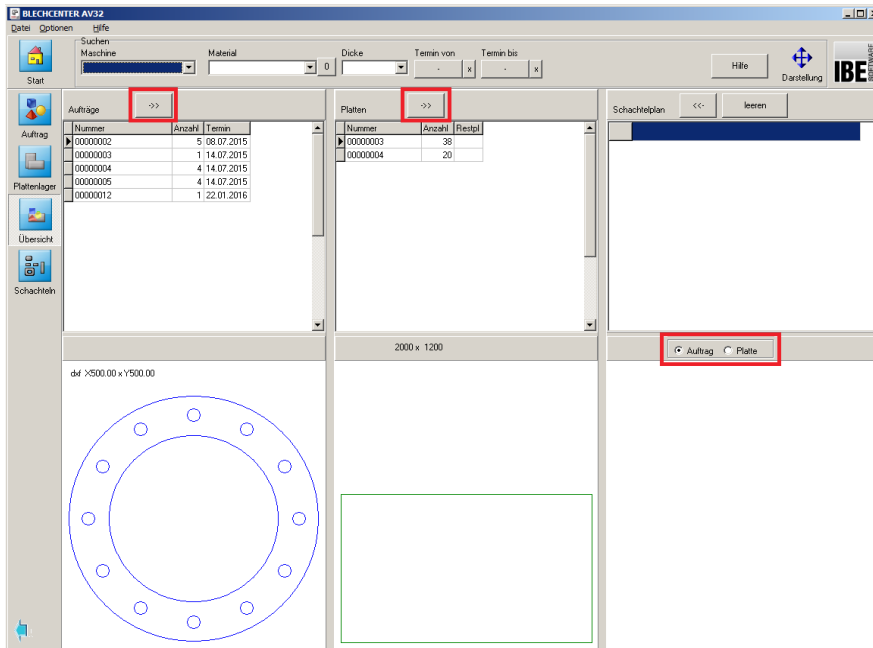 BLECHCENTER AV32
Datei Optionen Hilfe
Suchen
Maschine Material Dicke Termin von Termin bis
0 - x - x
Hilfe
Darstellung
IBE SOFTWARE
Start
Auftrag
Plattenlager
Übersicht
Schachteln
Aufträge ->>
Nummer Anzahl Termin
00000002 5 08.07.2015
00000003 1 14.07.2015
00000004 4 14.07.2015
00000005 4 14.07.2015
00000012 1 22.01.2016
Platten ->>
Nummer Anzahl Restpl
00000003 38
00000004 20
Schachtelplan <<- leeren
2000 x 1200
Auftrag Platte
dxf X500.00 x Y500.00